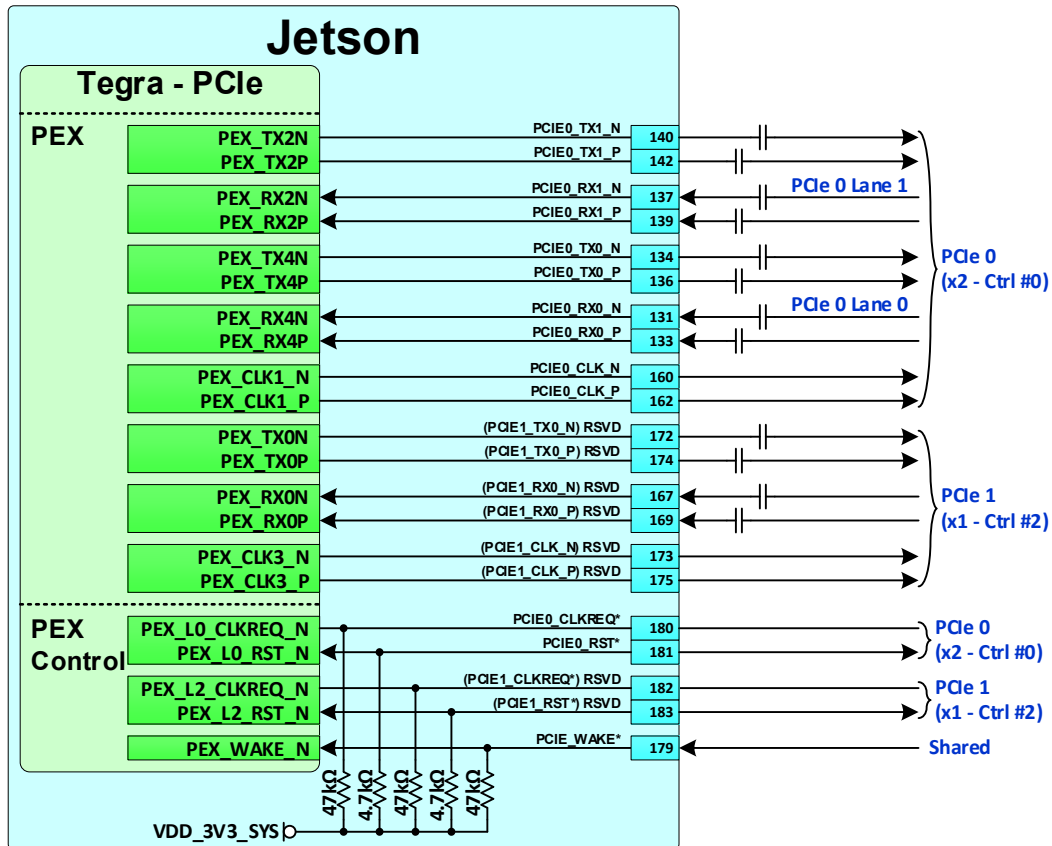 Jetson
Tegra - PCIe
PEX
PEX_TX2N PCIE0_TX1_N 140
PEX_TX2P PCIE0_TX1_P 142
PEX_RX2N PCIE0_RX1_N 137 PCIe 0 Lane 1
PEX_RX2P PCIE0_RX1_P 139
PEX_TX4N PCIE0_TX0_N 134
PEX_TX4P PCIE0_TX0_P 136
PCIe 0
(x2 - Ctrl #0)
PEX_RX4N PCIE0_RX0_N 131 PCIe 0 Lane 0
PEX_RX4P PCIE0_RX0_P 133
PEX_CLK1_N PCIE0_CLK_N 160
PEX_CLK1_P PCIE0_CLK_P 162
PEX_TX0N (PCIE1_TX0_N) RSVD 172
PEX_TX0P (PCIE1_TX0_P) RSVD 174
PEX_RX0N (PCIE1_RX0_N) RSVD 167
PEX_RX0P (PCIE1_RX0_P) RSVD 169
PCIe 1
(x1 - Ctrl #2)
PEX_CLK3_N (PCIE1_CLK_N) RSVD 173
PEX_CLK3_P (PCIE1_CLK_P) RSVD 175
PEX
Control
PEX_L0_CLKREQ_N PCIE0_CLKREQ* 180
PEX_L0_RST_N PCIE0_RST* 181
PCIe 0
(x2 - Ctrl #0)
PEX_L2_CLKREQ_N (PCIE1_CLKREQ*) RSVD 182
PEX_L2_RST_N (PCIE1_RST*) RSVD 183
PCIe 1
(x1 - Ctrl #2)
PEX_WAKE_N PCIE_WAKE* 179 Shared
47kΩ 4.7kΩ 47kΩ 4.7kΩ 47kΩ
VDD_3V3_SYS